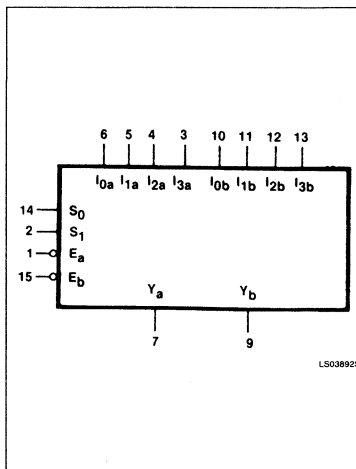 6 5 4 3 10 11 12 13
I0a I1a I2a I3a I0b I1b I2b I3b
14 S0
2 S1
1 Ea
15 Eb
Ya Yb
7 9
LS03892S